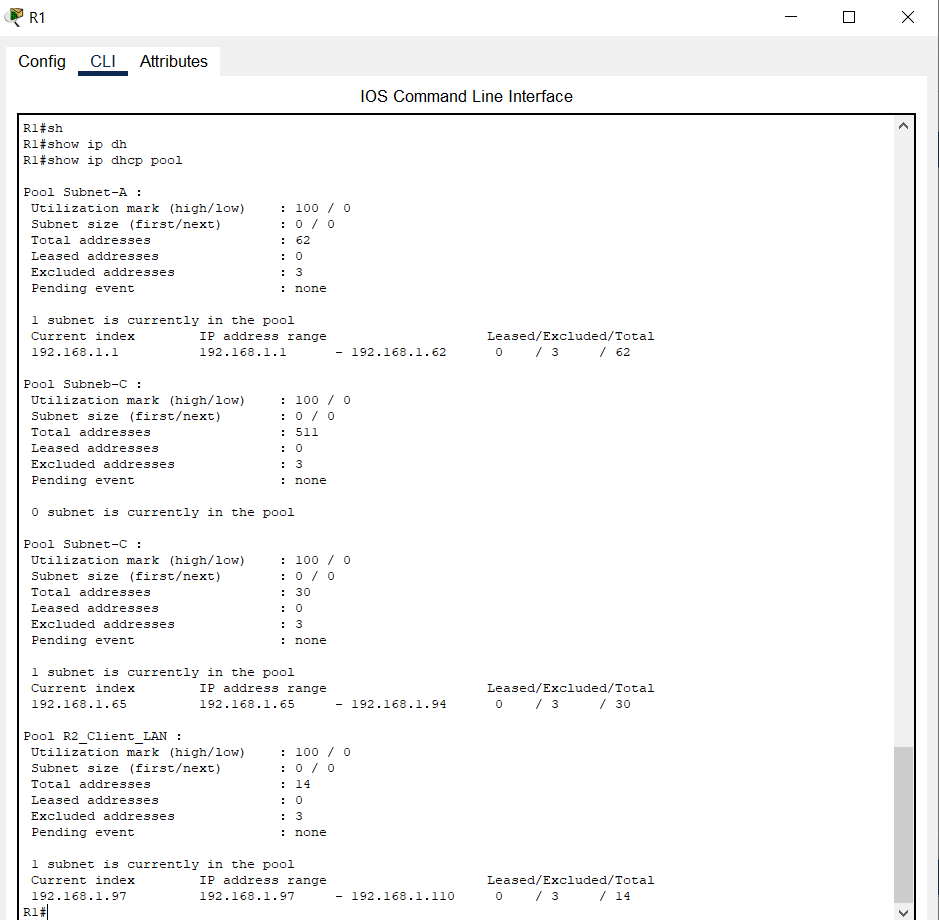 R1
Config CLI Attributes
IOS Command Line Interface
R1#sh
R1#show ip dh
R1#show ip dhcp pool
Pool Subnet-A :
Utilization mark (high/low) : 100 / 0
Subnet size (first/next) : 0 / 0
Total addresses : 62
Leased addresses : 0
Excluded addresses : 3
Pending event : none
1 subnet is currently in the pool
Current index IP address range Leased/Excluded/Total
192.168.1.1 192.168.1.1 - 192.168.1.62 0 / 3 / 62
Pool Subneb-C :
Utilization mark (high/low) : 100 / 0
Subnet size (first/next) : 0 / 0
Total addresses : 511
Leased addresses : 0
Excluded addresses : 3
Pending event : none
0 subnet is currently in the pool
Pool Subnet-C :
Utilization mark (high/low) : 100 / 0
Subnet size (first/next) : 0 / 0
Total addresses : 30
Leased addresses : 0
Excluded addresses : 3
Pending event : none
1 subnet is currently in the pool
Current index IP address range Leased/Excluded/Total
192.168.1.65 192.168.1.65 - 192.168.1.94 0 / 3 / 30
Pool R2_Client_LAN :
Utilization mark (high/low) : 100 / 0
Subnet size (first/next) : 0 / 0
Total addresses : 14
Leased addresses : 0
Excluded addresses : 3
Pending event : none
1 subnet is currently in the pool
Current index IP address range Leased/Excluded/Total
192.168.1.97 192.168.1.97 - 192.168.1.110 0 / 3 / 14
R1#